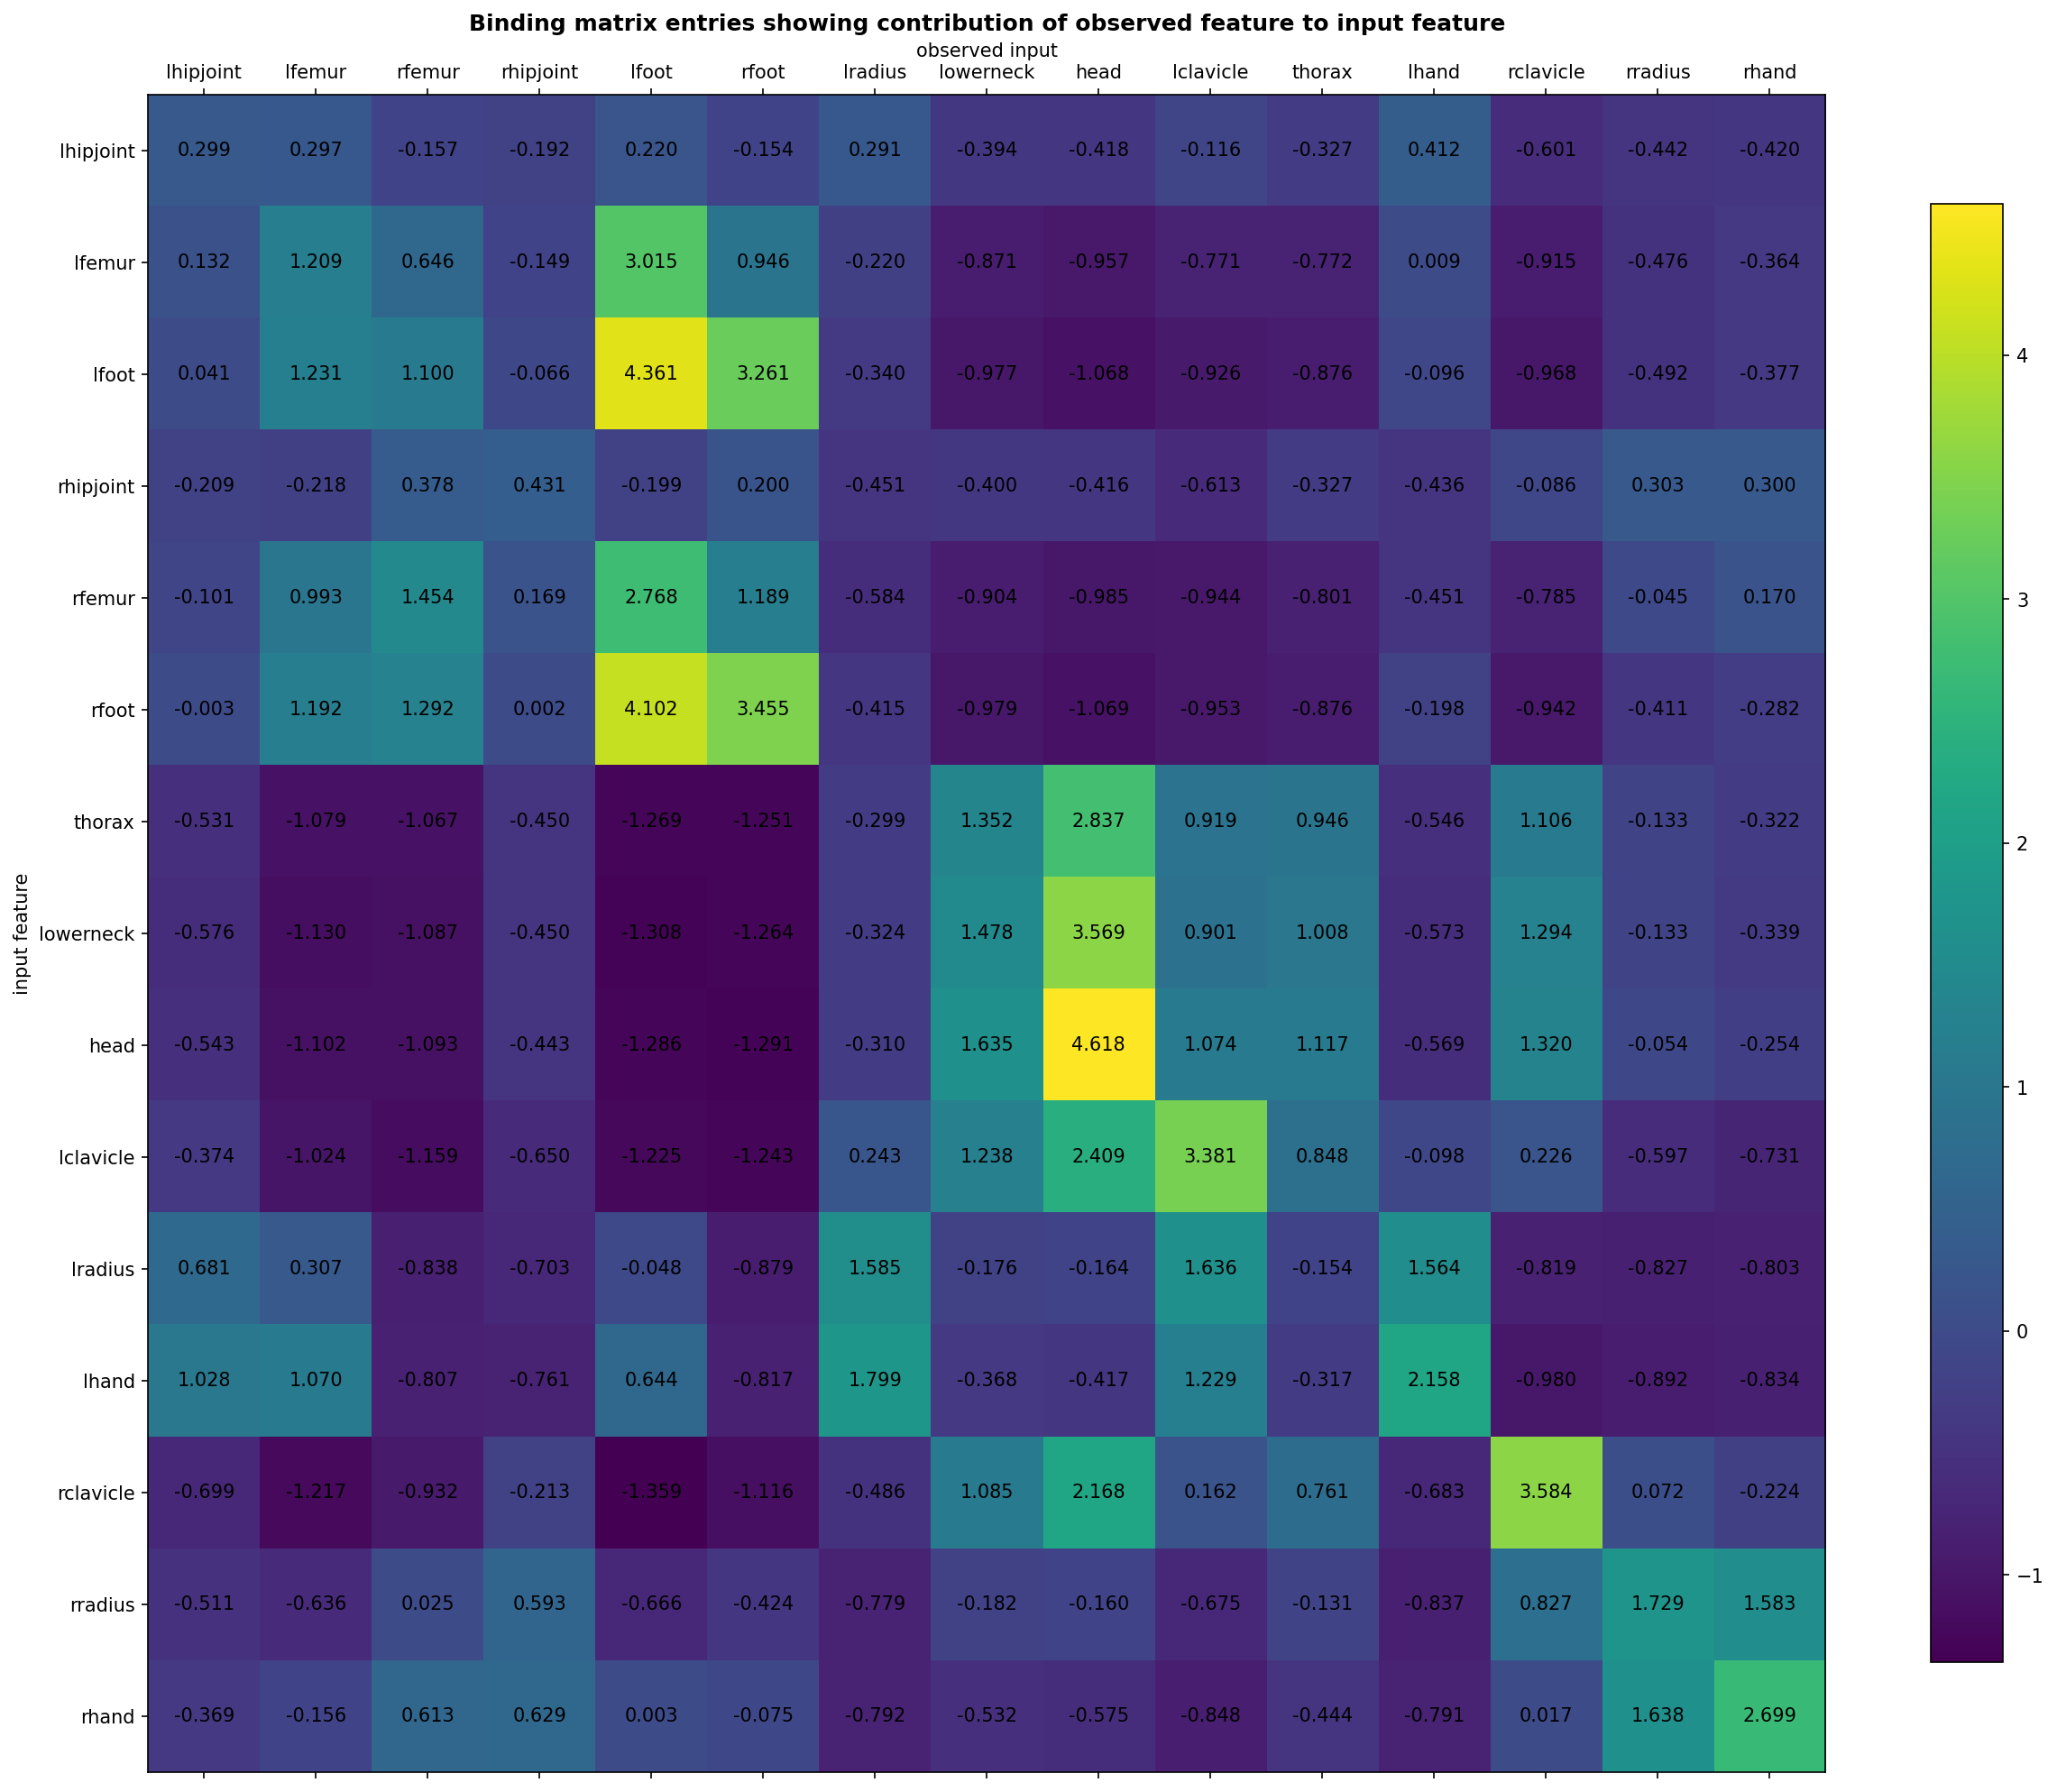 Binding matrix entries showing contribution of observed feature to input feature
observed input
lhipjoint lfemur rfemur rhipjoint lfoot rfoot lradius lowerneck head lclavicle thorax lhand rclavicle rradius rhand
lhipjoint 0.299 0.297 -0.157 -0.192 0.220 -0.154 0.291 -0.394 -0.418 -0.116 -0.327 0.412 -0.601 -0.442 -0.420
lfemur 0.132 1.209 0.646 -0.149 3.015 0.946 -0.220 -0.871 -0.957 -0.771 -0.772 0.009 -0.915 -0.476 -0.364
lfoot 0.041 1.231 1.100 -0.066 4.361 3.261 -0.340 -0.977 -1.068 -0.926 -0.876 -0.096 -0.968 -0.492 -0.377
rhipjoint -0.209 -0.218 0.378 0.431 -0.199 0.200 -0.451 -0.400 -0.416 -0.613 -0.327 -0.436 -0.086 0.303 0.300
rfemur -0.101 0.993 1.454 0.169 2.768 1.189 -0.584 -0.904 -0.985 -0.944 -0.801 -0.451 -0.785 -0.045 0.170
rfoot -0.003 1.192 1.292 0.002 4.102 3.455 -0.415 -0.979 -1.069 -0.953 -0.876 -0.198 -0.942 -0.411 -0.282
thorax -0.531 -1.079 -1.067 -0.450 -1.269 -1.251 -0.299 1.352 2.837 0.919 0.946 -0.546 1.106 -0.133 -0.322
lowerneck -0.576 -1.130 -1.087 -0.450 -1.308 -1.264 -0.324 1.478 3.569 0.901 1.008 -0.573 1.294 -0.133 -0.339
head -0.543 -1.102 -1.093 -0.443 -1.286 -1.291 -0.310 1.635 4.618 1.074 1.117 -0.569 1.320 -0.054 -0.254
lclavicle -0.374 -1.024 -1.159 -0.650 -1.225 -1.243 0.243 1.238 2.409 3.381 0.848 -0.098 0.226 -0.597 -0.731
lradius 0.681 0.307 -0.838 -0.703 -0.048 -0.879 1.585 -0.176 -0.164 1.636 -0.154 1.564 -0.819 -0.827 -0.803
lhand 1.028 1.070 -0.807 -0.761 0.644 -0.817 1.799 -0.368 -0.417 1.229 -0.317 2.158 -0.980 -0.892 -0.834
rclavicle -0.699 -1.217 -0.932 -0.213 -1.359 -1.116 -0.486 1.085 2.168 0.162 0.761 -0.683 3.584 0.072 -0.224
rradius -0.511 -0.636 0.025 0.593 -0.666 -0.424 -0.779 -0.182 -0.160 -0.675 -0.131 -0.837 0.827 1.729 1.583
rhand -0.369 -0.156 0.613 0.629 0.003 -0.075 -0.792 -0.532 -0.575 -0.848 -0.444 -0.791 0.017 1.638 2.699
input feature
4
3
2
1
0
−1